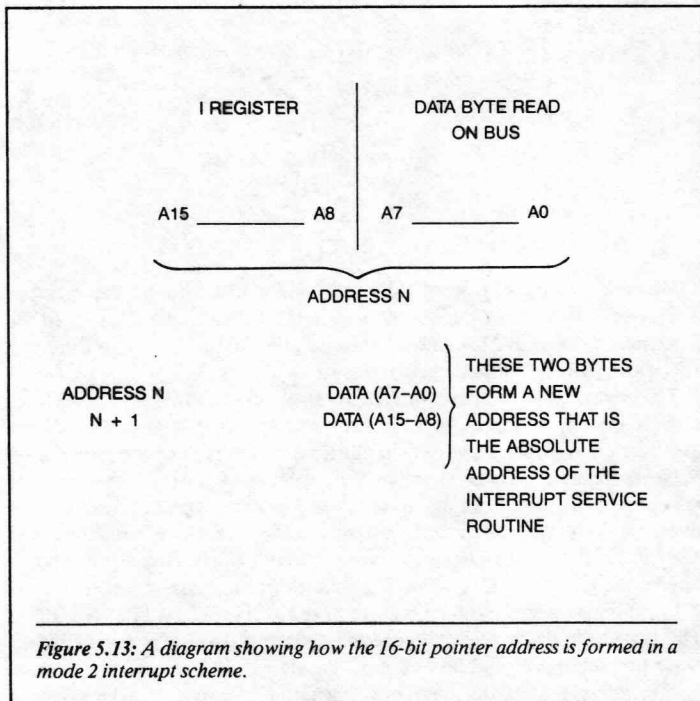 I REGISTER
DATA BYTE READ
ON BUS
A15 ________ A8
A7 ________ A0
ADDRESS N
ADDRESS N
N + 1
DATA (A7–A0)
DATA (A15–A8)
THESE TWO BYTES
FORM A NEW
ADDRESS THAT IS
THE ABSOLUTE
ADDRESS OF THE
INTERRUPT SERVICE
ROUTINE
Figure 5.13: A diagram showing how the 16-bit pointer address is formed in a
mode 2 interrupt scheme.